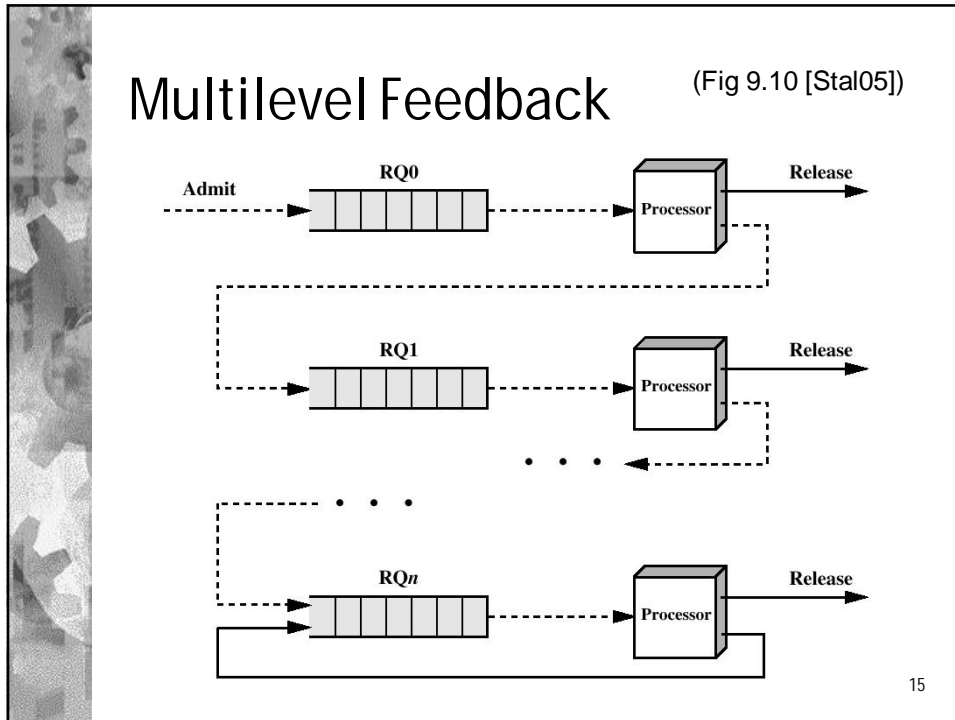 Multilevel Feedback
(Fig 9.10 [Stal05])
RQ0
Admit
Release
Processor
RQ1
Release
Processor
• • •
• • •
RQn
Release
Processor
15